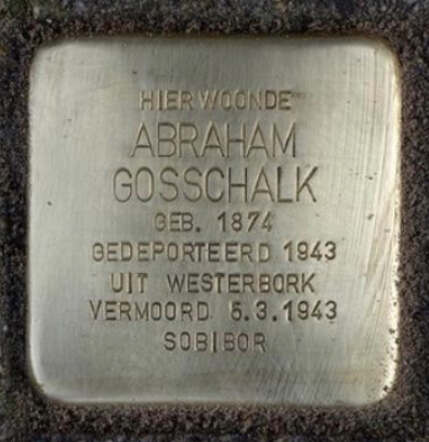 HIER WOONDE
ABRAHAM
GOSSCHALK
GEB. 1874
GEDEPORTEERD 1943
UIT WESTERBORK
VERMOORD 5.3.1943
SOBIBOR